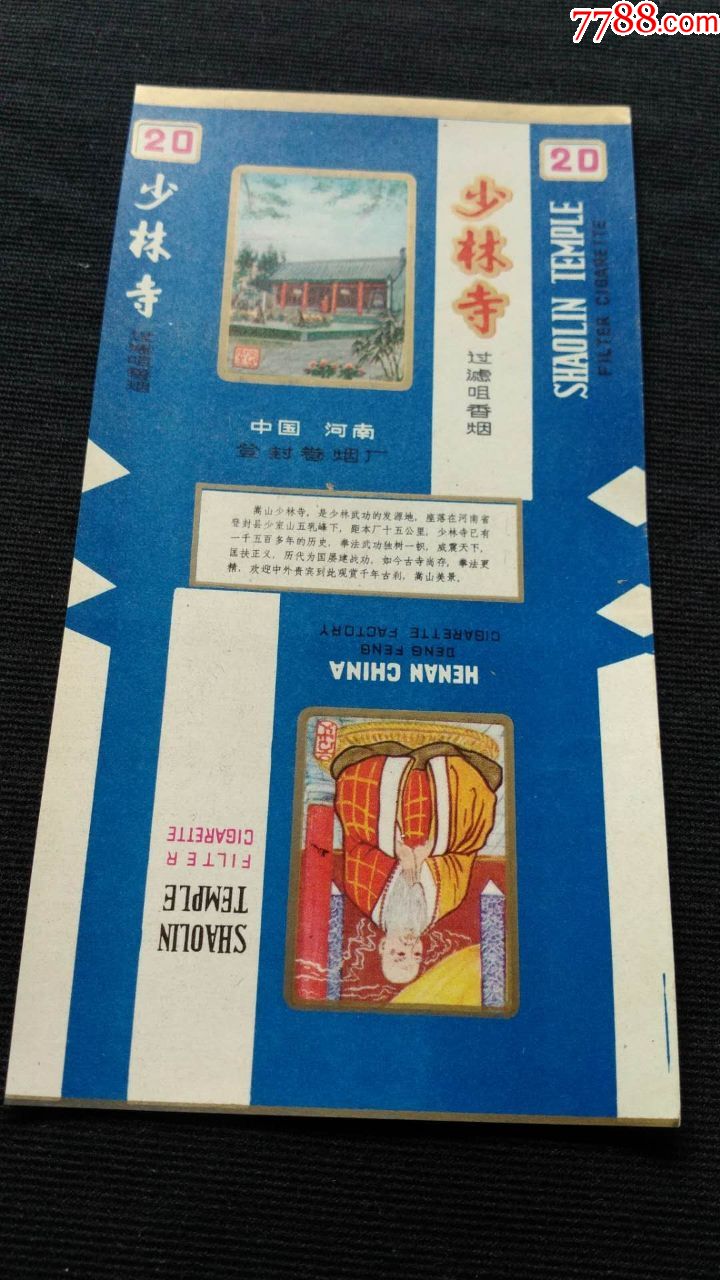 7788.com
20
少林寺
少林寺
过滤咀香烟
20
SHAOLIN TEMPLE
FILTER CIGARETTE
中国 河南
登封卷烟厂
嵩山少林寺，是少林武功的发源地，座落在河南省
登封县少室山五乳峰下，距本厂十五公里，少林寺已有
一千五百多年的历史，拳法武功独树一帜，威震天下，
匡扶正义，历代为国屡建战功，如今古寺尚存，拳法更
精，欢迎中外贵宾到此观赏千年古刹，嵩山美景。
HENAN CHINA
DENG FENG
CIGARETTE FACTORY
SHAOLIN
TEMPLE
FILTER
CIGARETTE